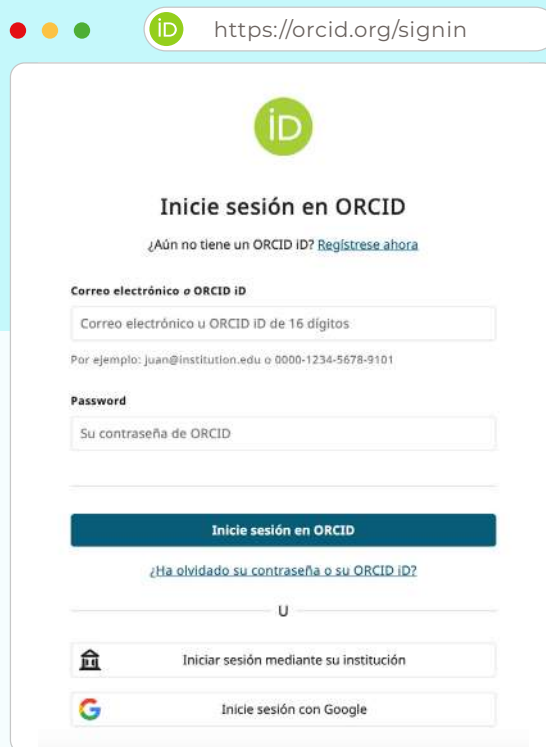 iD https://orcid.org/signin
iD
Inicie sesión en ORCID
¿Aún no tiene un ORCID iD? Regístrese ahora
Correo electrónico o ORCID iD
Correo electrónico u ORCID iD de 16 dígitos
Por ejemplo: juan@institution.edu o 0000-1234-5678-9101
Password
Su contraseña de ORCID
Inicie sesión en ORCID
¿Ha olvidado su contraseña o su ORCID iD?
U
Iniciar sesión mediante su institución
G Inicie sesión con Google